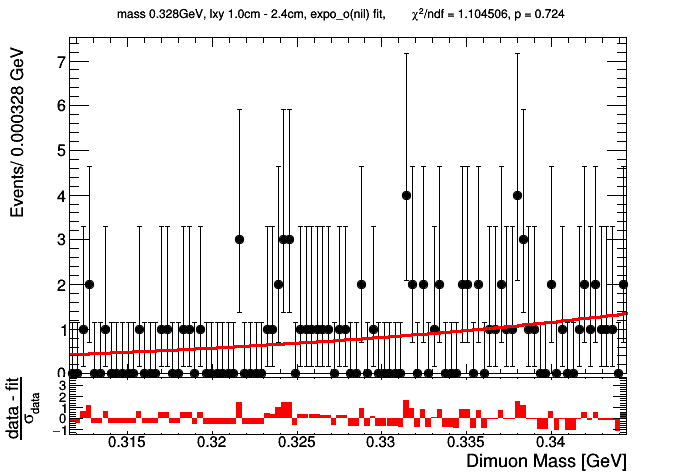 mass 0.328GeV, lxy 1.0cm - 2.4cm, expo_o(nil) fit, χ²/ndf = 1.104506, p = 0.724
Events/ 0.000328 GeV
7
6
5
4
3
2
1
0
data - fit
σdata
3
2
1
0
−1
0.315 0.32 0.325 0.33 0.335 0.34
Dimuon Mass [GeV]